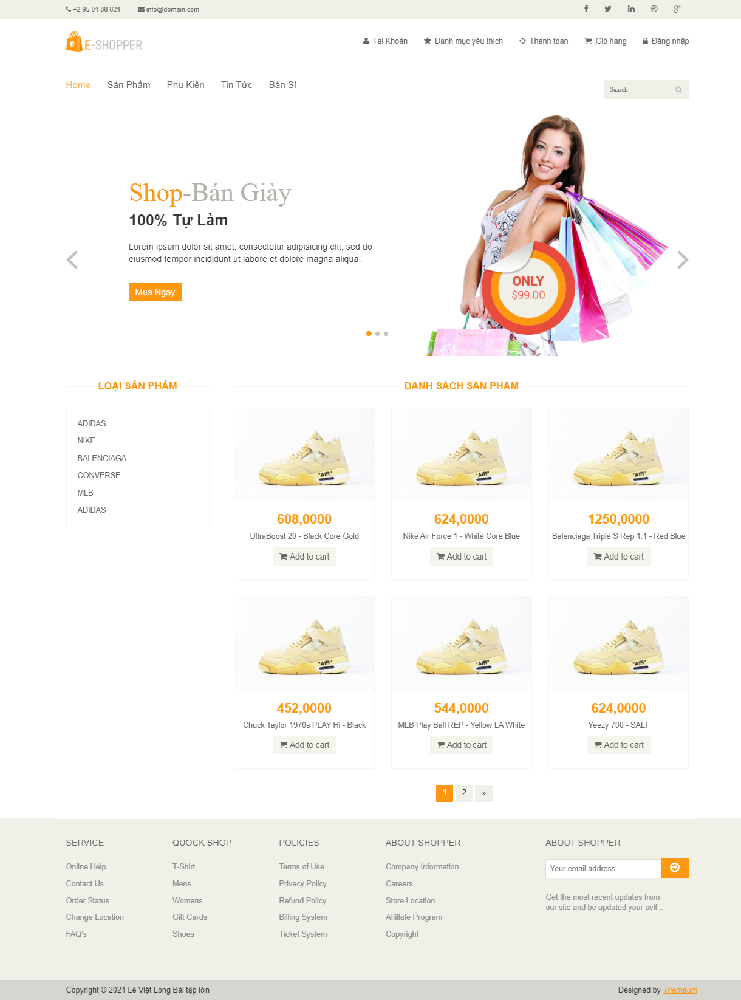 +2 95 01 88 821 info@domain.com
E-SHOPPER
Tài Khoản Danh mục yêu thích Thanh toán Giỏ hàng Đăng nhập
Home Sản Phẩm Phụ Kiện Tin Tức Bán Sỉ
Search
Shop-Bán Giày
100% Tự Làm
Lorem ipsum dolor sit amet, consectetur adipisicing elit, sed do
eiusmod tempor incididunt ut labore et dolore magna aliqua.
Mua Ngay
ONLY
$99.00
LOẠI SẢN PHẨM
ADIDAS
NIKE
BALENCIAGA
CONVERSE
MLB
ADIDAS
DANH SÁCH SẢN PHẨM
"AIR" "AIR" "AIR"
608,0000 624,0000 1250,0000
UltraBoost 20 - Black Core Gold Nike Air Force 1 - White Core Blue Balenciaga Triple S Rep 1:1 - Red Blue
Add to cart Add to cart Add to cart
"AIR" "AIR" "AIR"
452,0000 544,0000 624,0000
Chuck Taylor 1970s PLAY Hi - Black MLB Play Ball REP - Yellow LA White Yeezy 700 - SALT
Add to cart Add to cart Add to cart
1 2 »
SERVICE
Online Help
Contact Us
Order Status
Change Location
FAQ's
QUOCK SHOP
T-Shirt
Mens
Womens
Gift Cards
Shoes
POLICIES
Terms of Use
Privecy Policy
Refund Policy
Billing System
Ticket System
ABOUT SHOPPER
Company Information
Careers
Store Location
Affillate Program
Copyright
ABOUT SHOPPER
Your email address
Get the most recent updates from
our site and be updated your self...
Copyright © 2021 Lê Việt Long Bài tập lớn Designed by Themeum